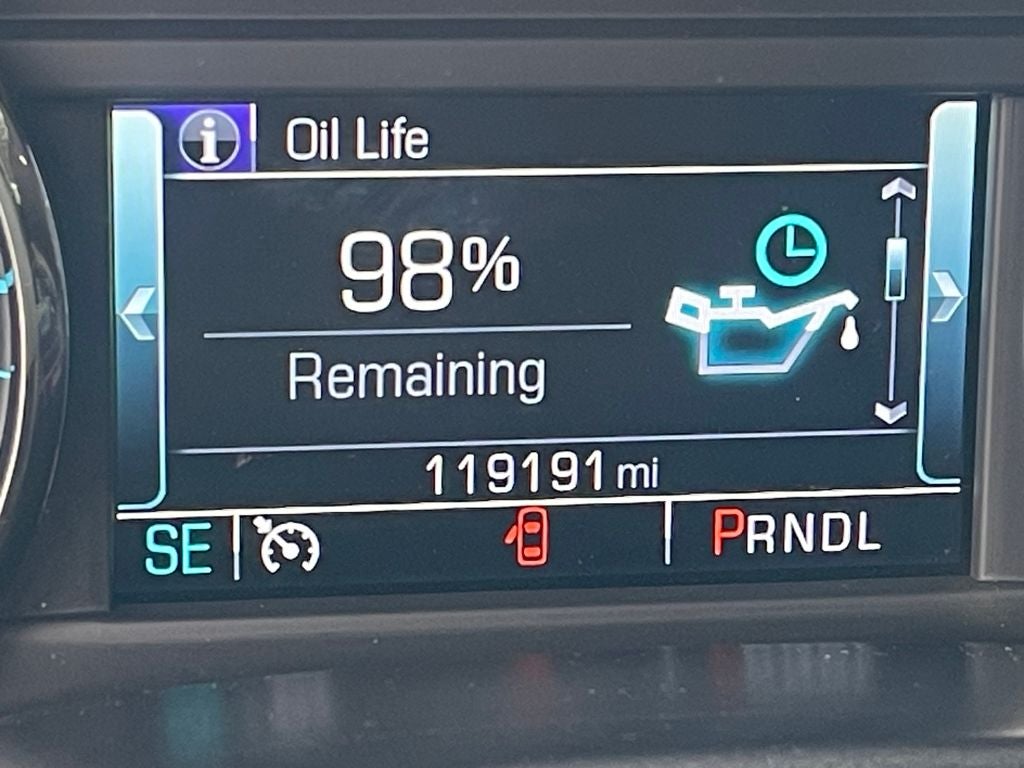 i Oil Life
98%
Remaining
119191 mi
SE PRNDL